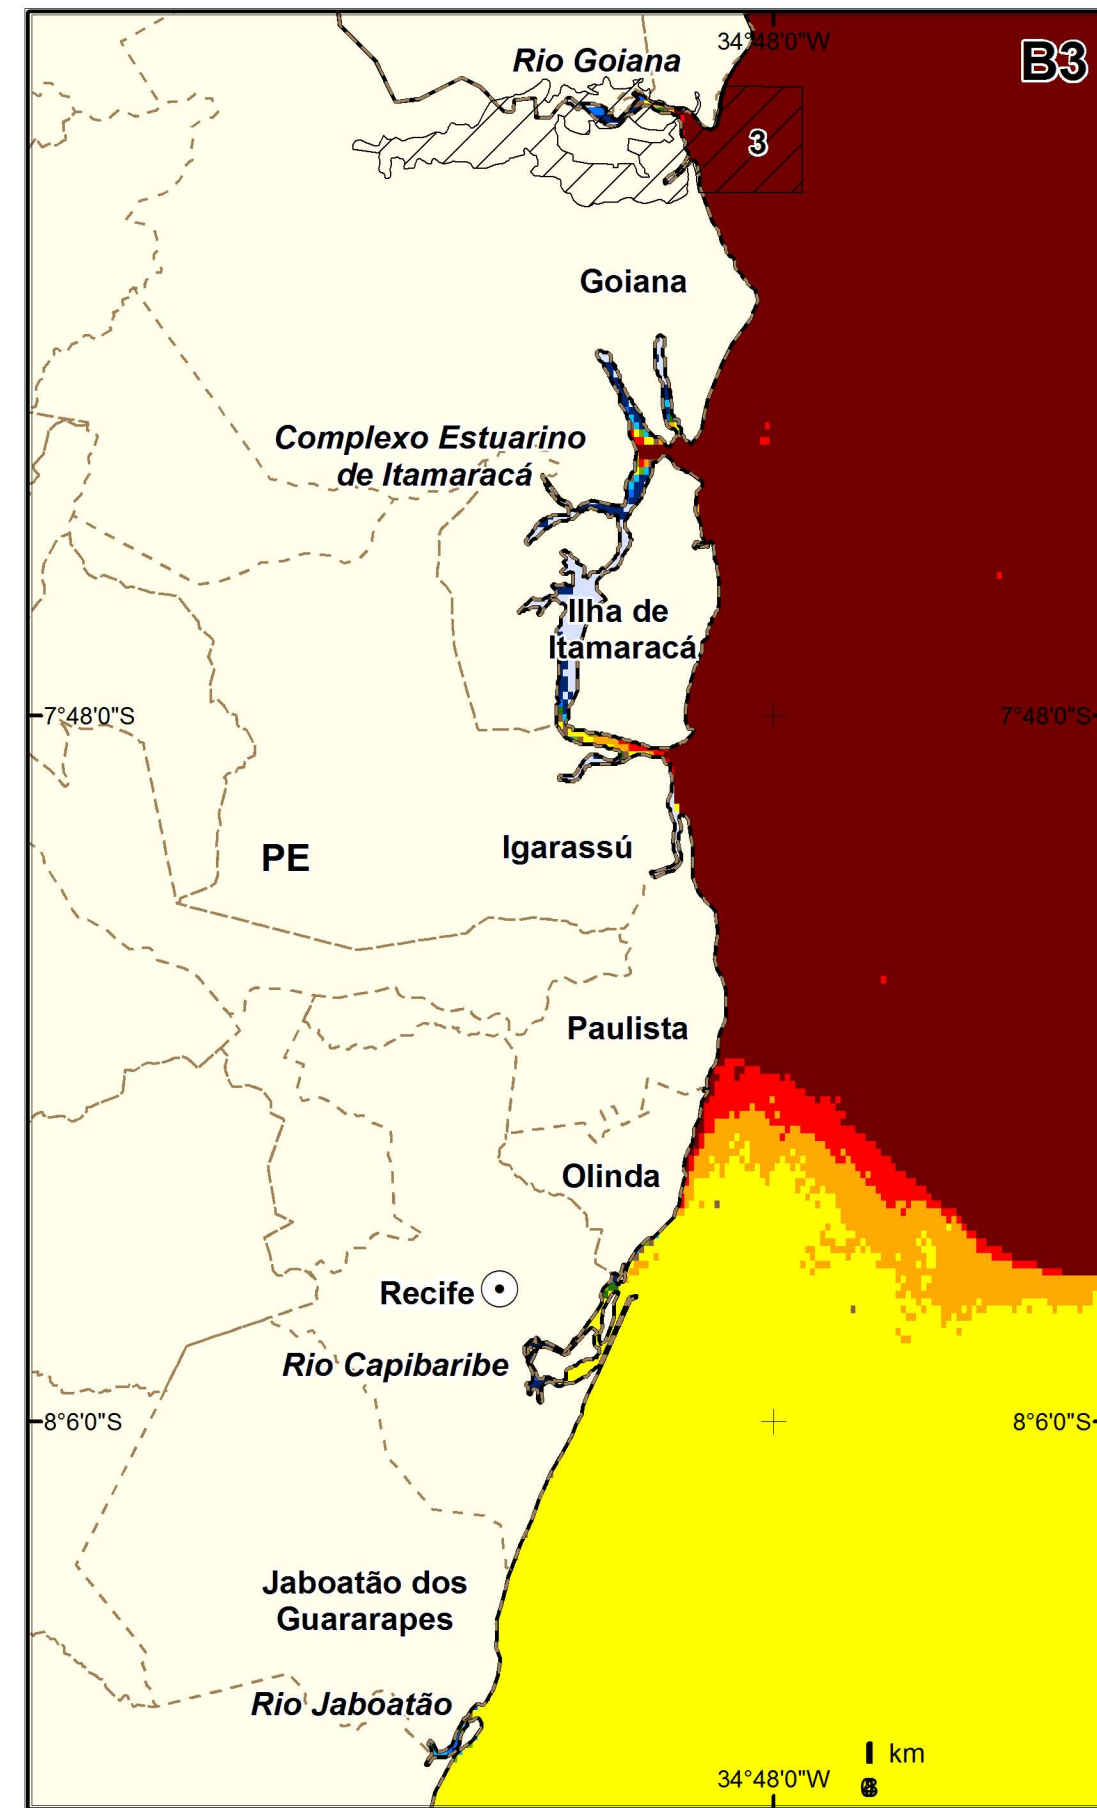 34°48'0"W
B3
Rio Goiana
3
Goiana
Complexo Estuarino
de Itamaracá
Ilha de
Itamaracá
7°48'0"S
7°48'0"S
Igarassú
PE
Paulista
Olinda
Recife
Rio Capibaribe
8°6'0"S
8°6'0"S
Jaboatão dos
Guararapes
Rio Jaboatão
km
34°48'0"W